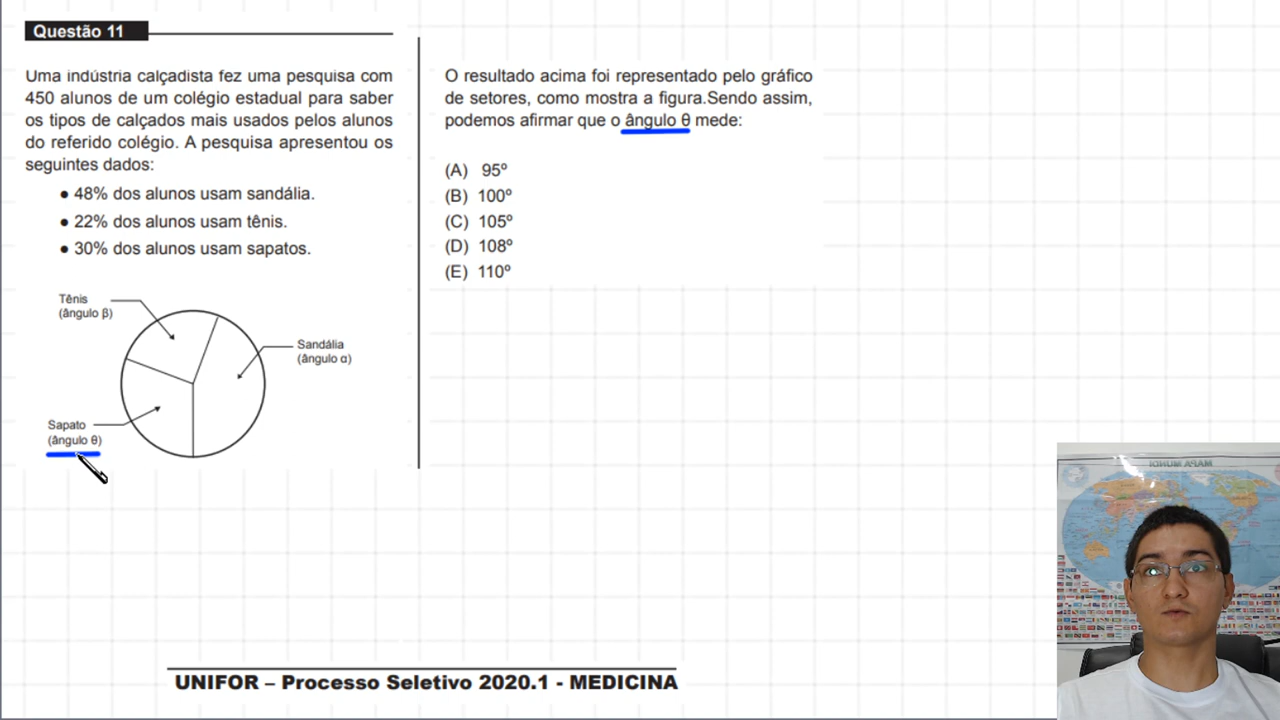 Questão 11
Uma indústria calçadista fez uma pesquisa com
450 alunos de um colégio estadual para saber
os tipos de calçados mais usados pelos alunos
do referido colégio. A pesquisa apresentou os
seguintes dados:
● 48% dos alunos usam sandália.
● 22% dos alunos usam tênis.
● 30% dos alunos usam sapatos.
Tênis
(ângulo β)
Sandália
(ângulo α)
Sapato
(ângulo θ)
O resultado acima foi representado pelo gráfico
de setores, como mostra a figura.Sendo assim,
podemos afirmar que o ângulo θ mede:
(A) 95º
(B) 100º
(C) 105º
(D) 108º
(E) 110º
MAPA MUNDI
UNIFOR – Processo Seletivo 2020.1 - MEDICINA